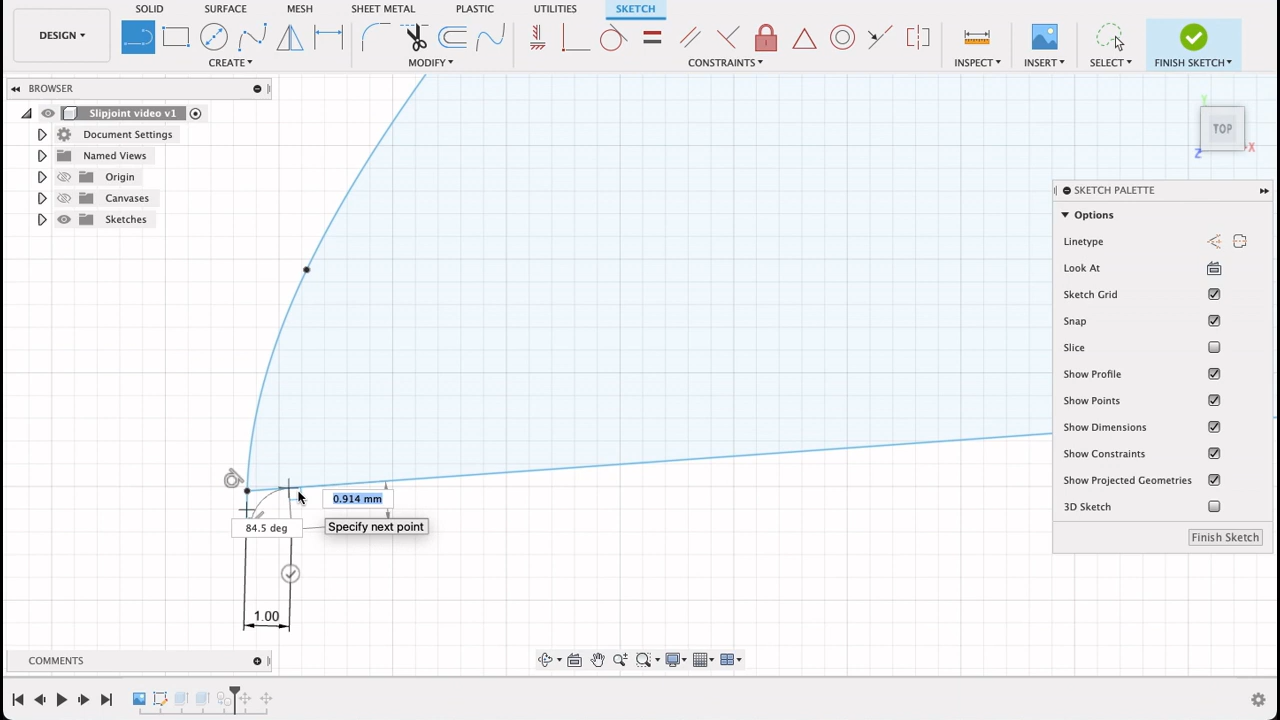 SOLID SURFACE MESH SHEET METAL PLASTIC UTILITIES SKETCH
DESIGN
CREATE MODIFY CONSTRAINTS INSPECT INSERT SELECT FINISH SKETCH
BROWSER
Slipjoint video v1
Document Settings
Named Views
Origin
Canvases
Sketches
Y
TOP
Z X
SKETCH PALETTE
Options
Linetype
Look At
Sketch Grid
Snap
Slice
Show Profile
Show Points
Show Dimensions
Show Constraints
Show Projected Geometries
3D Sketch
Finish Sketch
0.914 mm
84.5 deg
Specify next point
1.00
COMMENTS